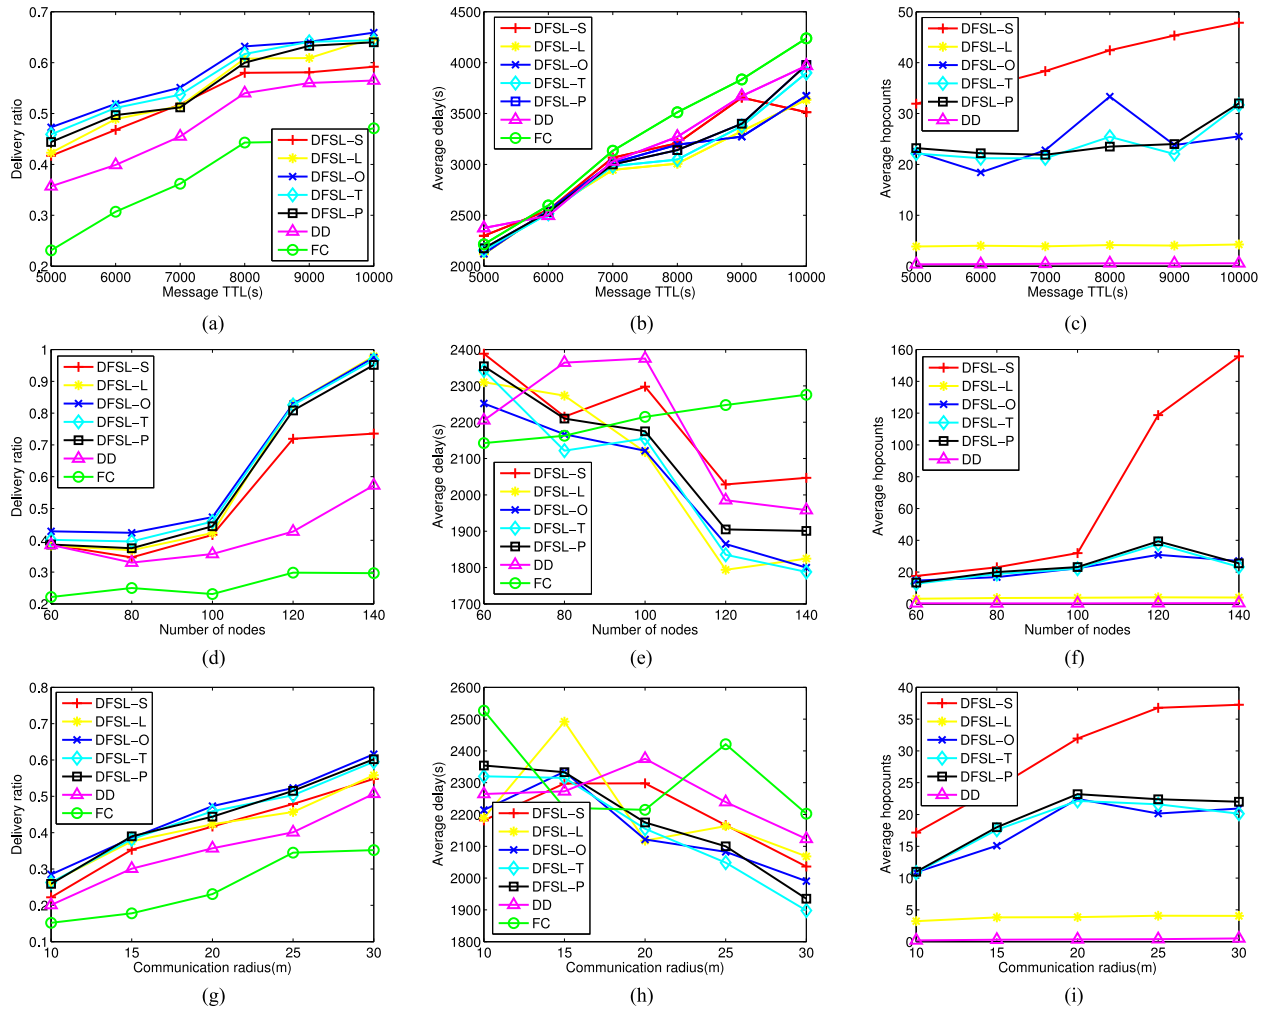 0.7
0.6
0.5
0.4
0.3
0.2
Delivery ratio
DFSL-S
DFSL-L
DFSL-O
DFSL-T
DFSL-P
DD
FC
5000 6000 7000 8000 9000 10000
Message TTL(s)
(a)
4500
4000
3500
3000
2500
2000
Average delay(s)
DFSL-S
DFSL-L
DFSL-O
DFSL-T
DFSL-P
DD
FC
5000 6000 7000 8000 9000 10000
Message TTL(s)
(b)
50
40
30
20
10
0
Average hopcounts
DFSL-S
DFSL-L
DFSL-O
DFSL-T
DFSL-P
DD
5000 6000 7000 8000 9000 10000
Message TTL(s)
(c)
1
0.9
0.8
0.7
0.6
0.5
0.4
0.3
0.2
Delivery ratio
DFSL-S
DFSL-L
DFSL-O
DFSL-T
DFSL-P
DD
FC
60 80 100 120 140
Number of nodes
(d)
2400
2300
2200
2100
2000
1900
1800
1700
Average delay(s)
DFSL-S
DFSL-L
DFSL-O
DFSL-T
DFSL-P
DD
FC
60 80 100 120 140
Number of nodes
(e)
160
140
120
100
80
60
40
20
0
Average hopcounts
DFSL-S
DFSL-L
DFSL-O
DFSL-T
DFSL-P
DD
60 80 100 120 140
Number of nodes
(f)
0.8
0.7
0.6
0.5
0.4
0.3
0.2
0.1
Delivery ratio
DFSL-S
DFSL-L
DFSL-O
DFSL-T
DFSL-P
DD
FC
10 15 20 25 30
Communication radius(m)
(g)
2600
2500
2400
2300
2200
2100
2000
1900
1800
Average delay(s)
DFSL-S
DFSL-L
DFSL-O
DFSL-T
DFSL-P
DD
FC
10 15 20 25 30
Communication radius(m)
(h)
40
35
30
25
20
15
10
5
0
Average hopcounts
DFSL-S
DFSL-L
DFSL-O
DFSL-T
DFSL-P
DD
10 15 20 25 30
Communication radius(m)
(i)